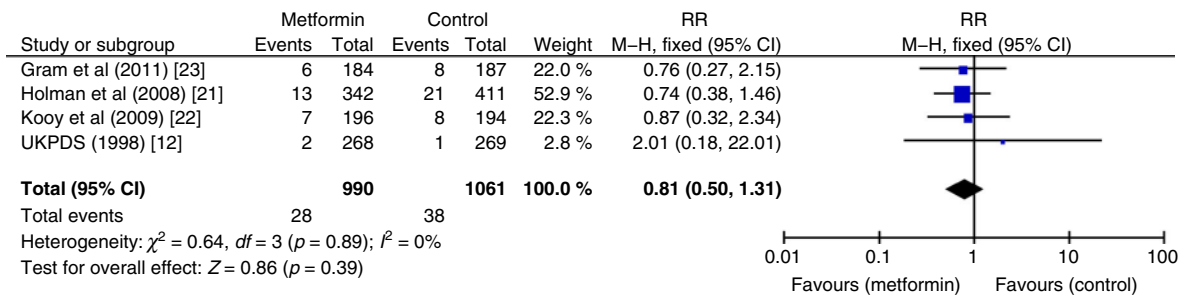 Metformin Control RR RR
Study or subgroup Events Total Events Total Weight M–H, fixed (95% CI) M–H, fixed (95% CI)
Gram et al (2011) [23] 6 184 8 187 22.0 % 0.76 (0.27, 2.15)
Holman et al (2008) [21] 13 342 21 411 52.9 % 0.74 (0.38, 1.46)
Kooy et al (2009) [22] 7 196 8 194 22.3 % 0.87 (0.32, 2.34)
UKPDS (1998) [12] 2 268 1 269 2.8 % 2.01 (0.18, 22.01)
Total (95% CI) 990 1061 100.0 % 0.81 (0.50, 1.31)
Total events 28 38
Heterogeneity: χ² = 0.64, df = 3 (p = 0.89); I² = 0%
Test for overall effect: Z = 0.86 (p = 0.39)
0.01 0.1 1 10 100
Favours (metformin) Favours (control)